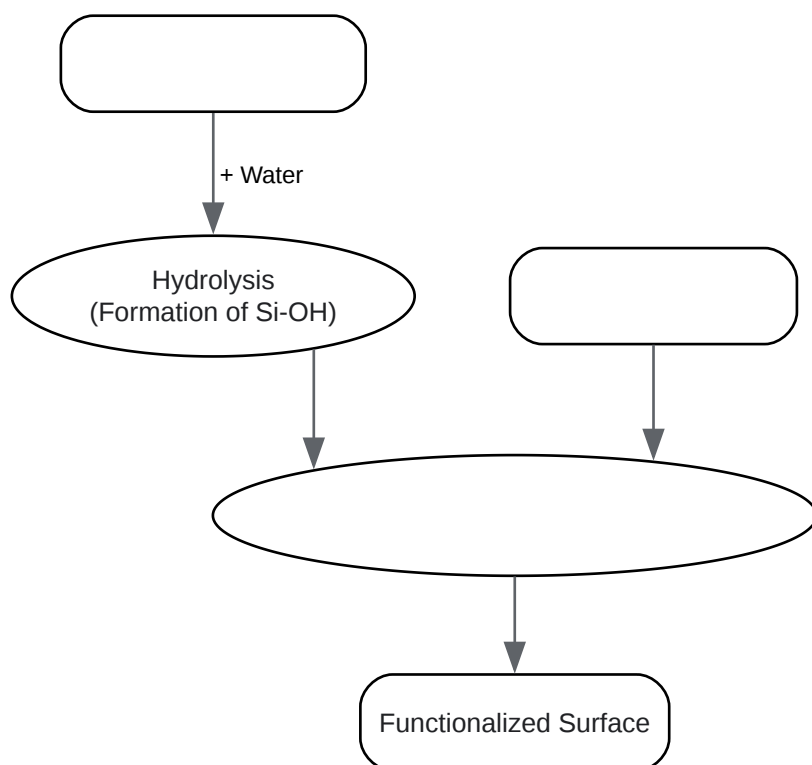 + Water
Hydrolysis
(Formation of Si-OH)
Functionalized Surface